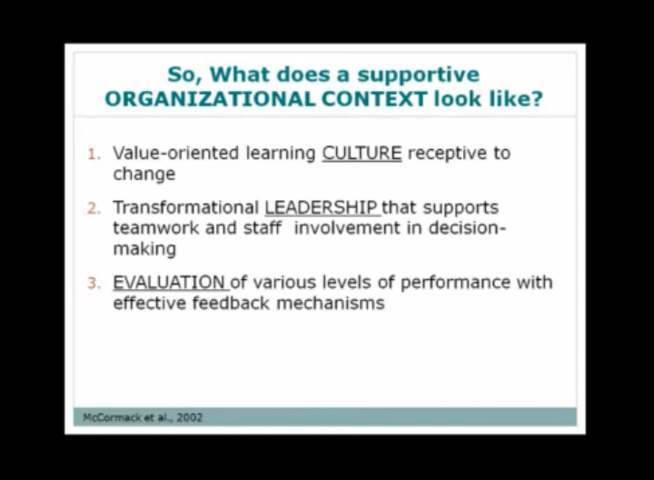 So, What does a supportive
ORGANIZATIONAL CONTEXT look like?
1. Value-oriented learning CULTURE receptive to
change
2. Transformational LEADERSHIP that supports
teamwork and staff involvement in decision-
making
3. EVALUATION of various levels of performance with
effective feedback mechanisms
McCormack et al., 2002